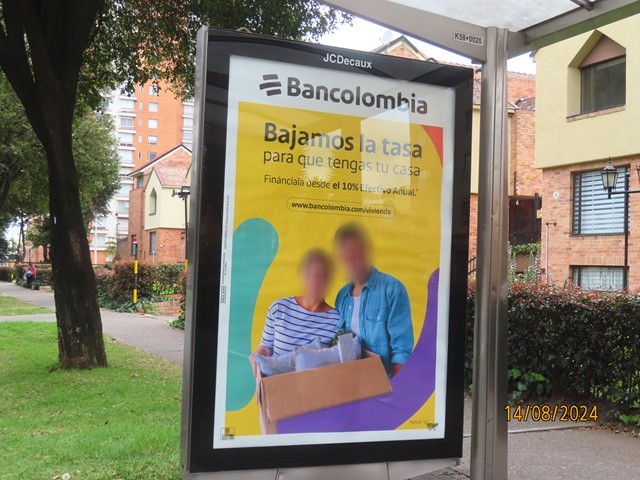 K58+0020
JCDecaux
Bancolombia
Bajamos la tasa
para que tengas tu casa
Finánciala desde el 10% Efectivo Anual.*
www.bancolombia.com/vivienda
14/08/2024